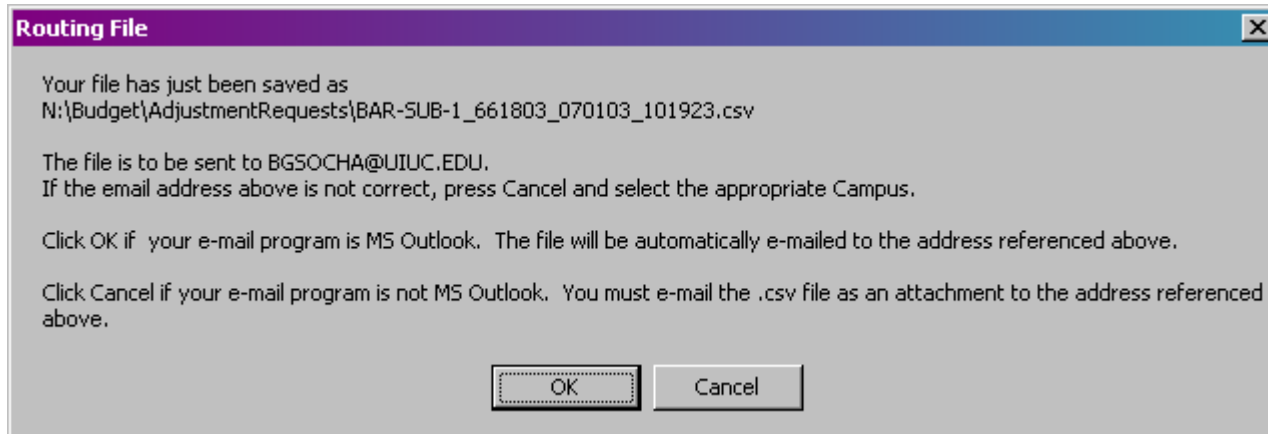 Routing File
Your file has just been saved as
N:\Budget\AdjustmentRequests\BAR-SUB-1_661803_070103_101923.csv
The file is to be sent to BGSOCHA@UIUC.EDU.
If the email address above is not correct, press Cancel and select the appropriate Campus.
Click OK if  your e-mail program is MS Outlook.  The file will be automatically e-mailed to the address referenced above.
Click Cancel if your e-mail program is not MS Outlook.  You must e-mail the .csv file as an attachment to the address referenced
above.
OK
Cancel